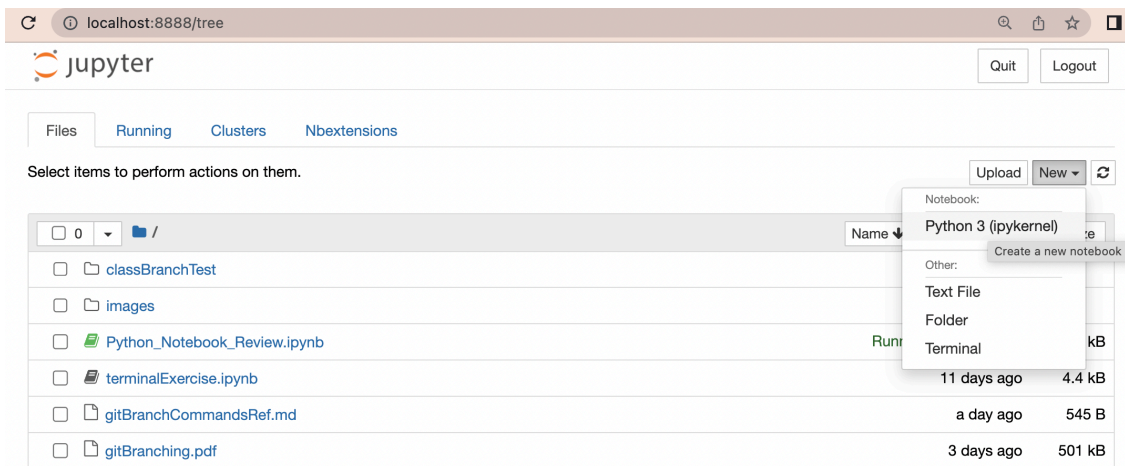 localhost:8888/tree
jupyter
Quit Logout
Files Running Clusters Nbextensions
Select items to perform actions on them.
Upload New
Notebook:
0 / Name Python 3 (ipykernel) ze
Create a new notebook
classBranchTest Other:
Text File
images Folder
Python_Notebook_Review.ipynb Runn Terminal kB
terminalExercise.ipynb 11 days ago 4.4 kB
gitBranchCommandsRef.md a day ago 545 B
gitBranching.pdf 3 days ago 501 kB